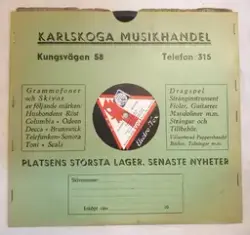 KARLSKOGA MUSIKHANDEL
Kungsvägen 58 Telefon 315
Grammofoner
och Skivor
av följande märken:
Husbondens Röst
Columbia - Odeon
Decca - Brunswick
Telefunken-Sonora
Toni - Scala
Dragspel
Stränginstrument
Fioler, Guitarrer
Mandoliner m.m.
Strängar och
Tillbehör.
PLATSENS STÖRSTA LAGER. SENASTE NYHETER